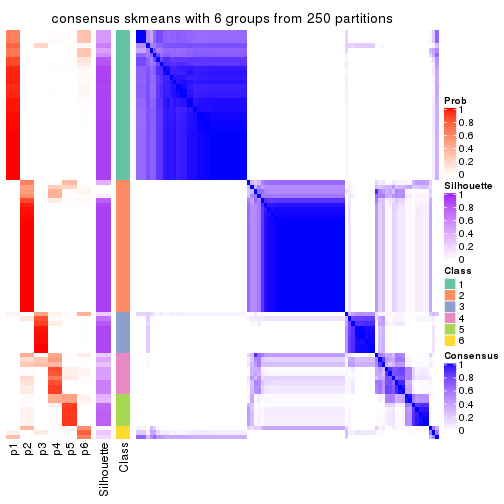 consensus skmeans with 6 groups from 250 partitions
Prob
1
0.8
0.6
0.4
0.2
0
Silhouette
1
0.8
0.6
0.4
0.2
0
Class
1
2
3
4
5
6
Consensus
1
0.8
0.6
0.4
0.2
0
p1
p2
p3
p4
p5
p6
Silhouette
Class